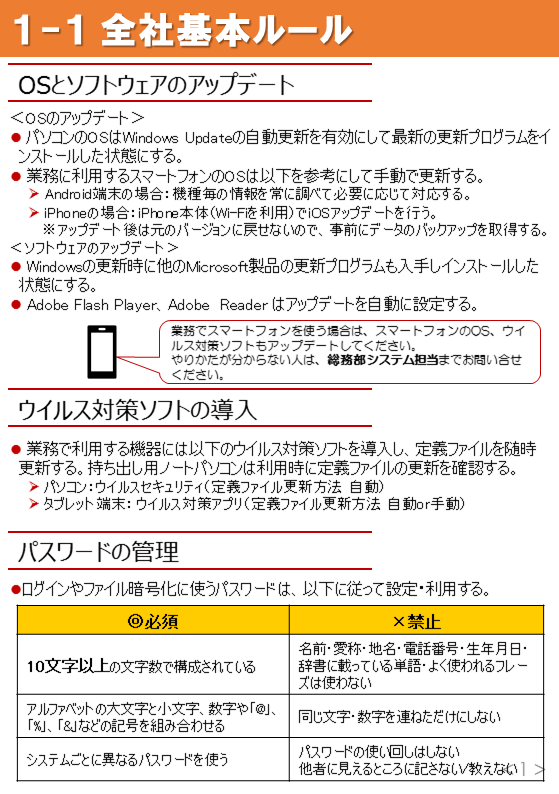 1-1 全社基本ルール
OSとソフトウェアのアップデート
＜OSのアップデート＞
● パソコンのOSはWindows Updateの自動更新を有効にして最新の更新プログラムをイ
ンストールした状態にする。
● 業務に利用するスマートフォンのOSは以下を参考にして手動で更新する。
➤ Android端末の場合：機種毎の情報を常に調べて必要に応じて対応する。
➤ iPhoneの場合：iPhone本体（Wi-Fiを利用）でiOSアップデートを行う。
※アップデート後は元のバージョンに戻せないので、事前にデータのバックアップを取得する。
＜ソフトウェアのアップデート＞
● Windowsの更新時に他のMicrosoft製品の更新プログラムも入手しインストールした
状態にする。
● Adobe Flash Player、Adobe Reader はアップデートを自動に設定する。
業務でスマートフォンを使う場合は、スマートフォンのOS、ウイ
ルス対策ソフトもアップデートしてください。
やりかたが分からない人は、総務部システム担当までお問い合せ
ください。
ウイルス対策ソフトの導入
● 業務で利用する機器には以下のウイルス対策ソフトを導入し、定義ファイルを随時
更新する。持ち出し用ノートパソコンは利用時に定義ファイルの更新を確認する。
➤ パソコン：ウイルスセキュリティ（定義ファイル更新方法 自動）
➤ タブレット端末： ウイルス対策アプリ（定義ファイル更新方法 自動or手動）
パスワードの管理
●ログインやファイル暗号化に使うパスワードは、以下に従って設定・利用する。
◎必須
×禁止
10文字以上の文字数で構成されている
名前・愛称・地名・電話番号・生年月日・
辞書に載っている単語・よく使われるフレー
ズは使わない
アルファベットの大文字と小文字、数字や「@」、
「%」、「&」などの記号を組み合わせる
同じ文字・数字を連ねただけにしない
システムごとに異なるパスワードを使う
パスワードの使い回しはしない
他者に見えるところに記さない/教えない
< 1 >